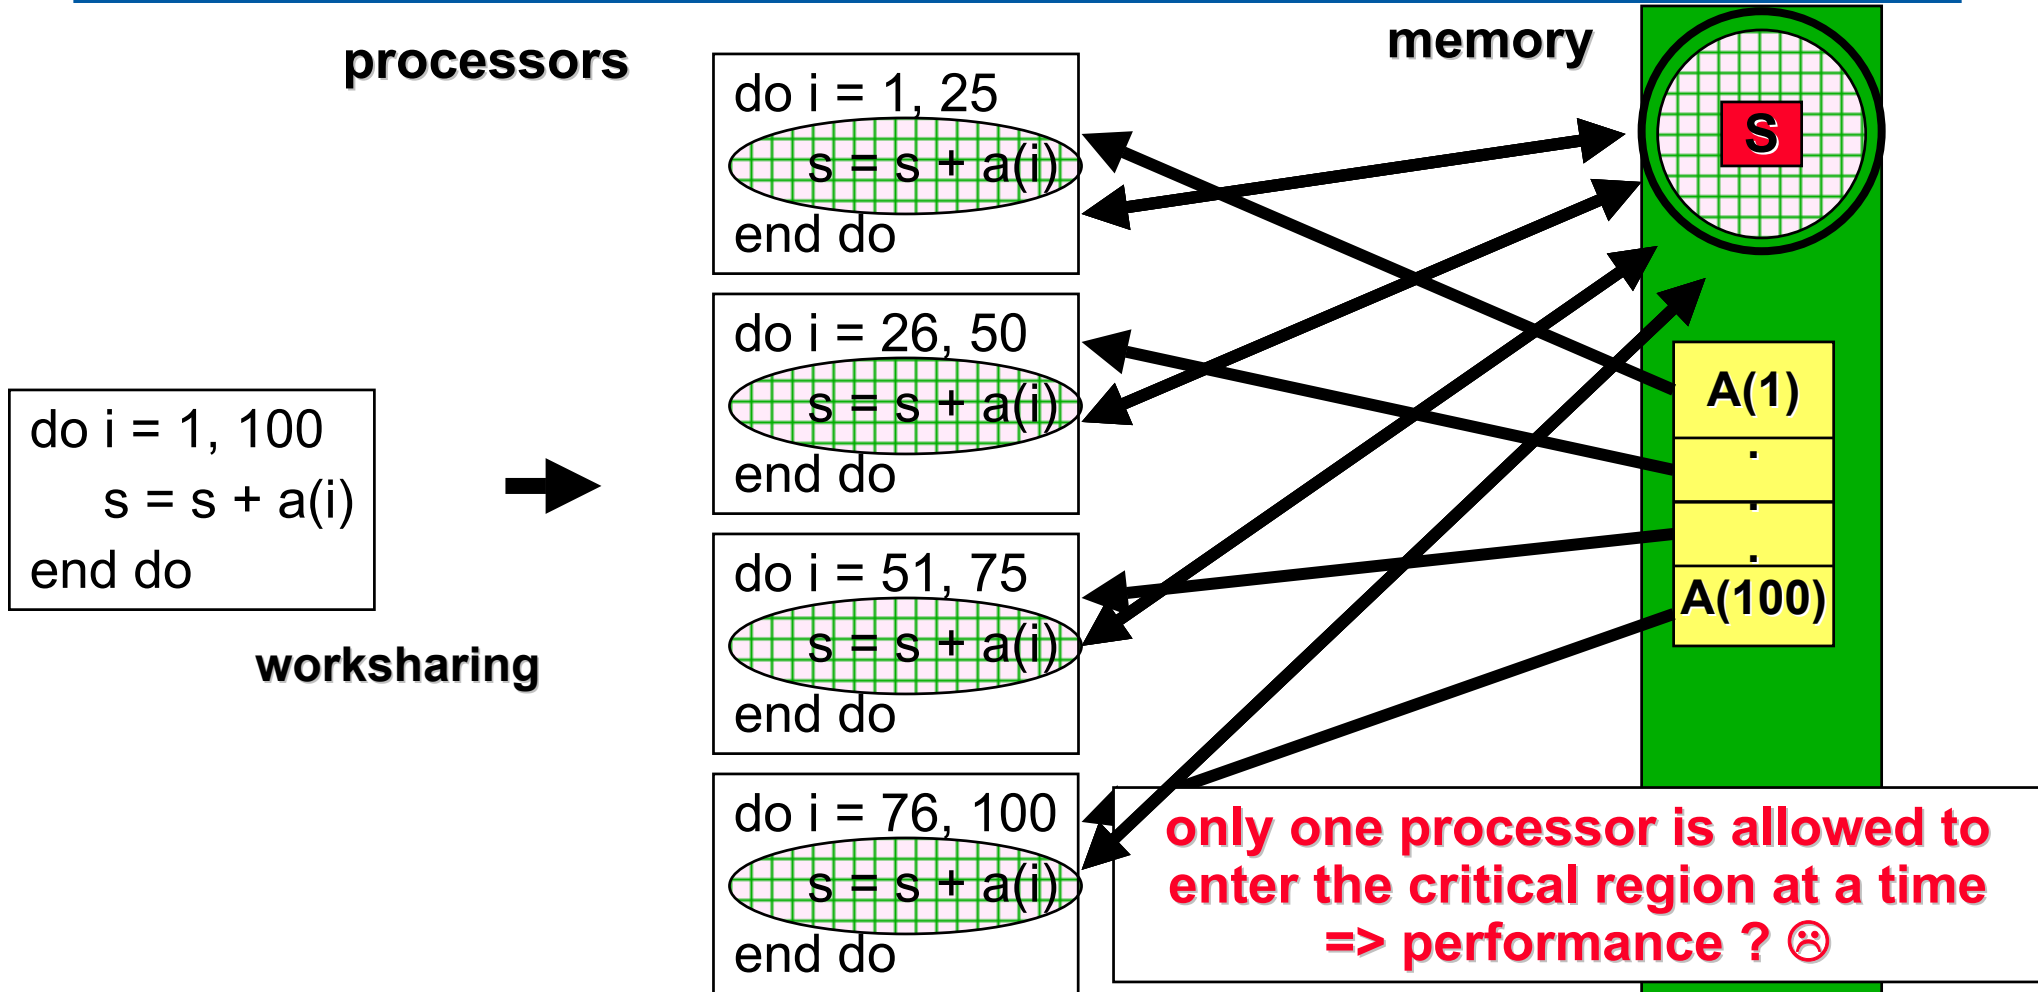 processors
memory
do i = 1, 25
s = s + a(i)
end do
S
do i = 26, 50
s = s + a(i)
end do
do i = 1, 100
s = s + a(i)
end do
A(1)
.
.
.
A(100)
do i = 51, 75
s = s + a(i)
end do
worksharing
do i = 76, 100
s = s + a(i)
end do
only one processor is allowed to
enter the critical region at a time
=> performance ? ☹